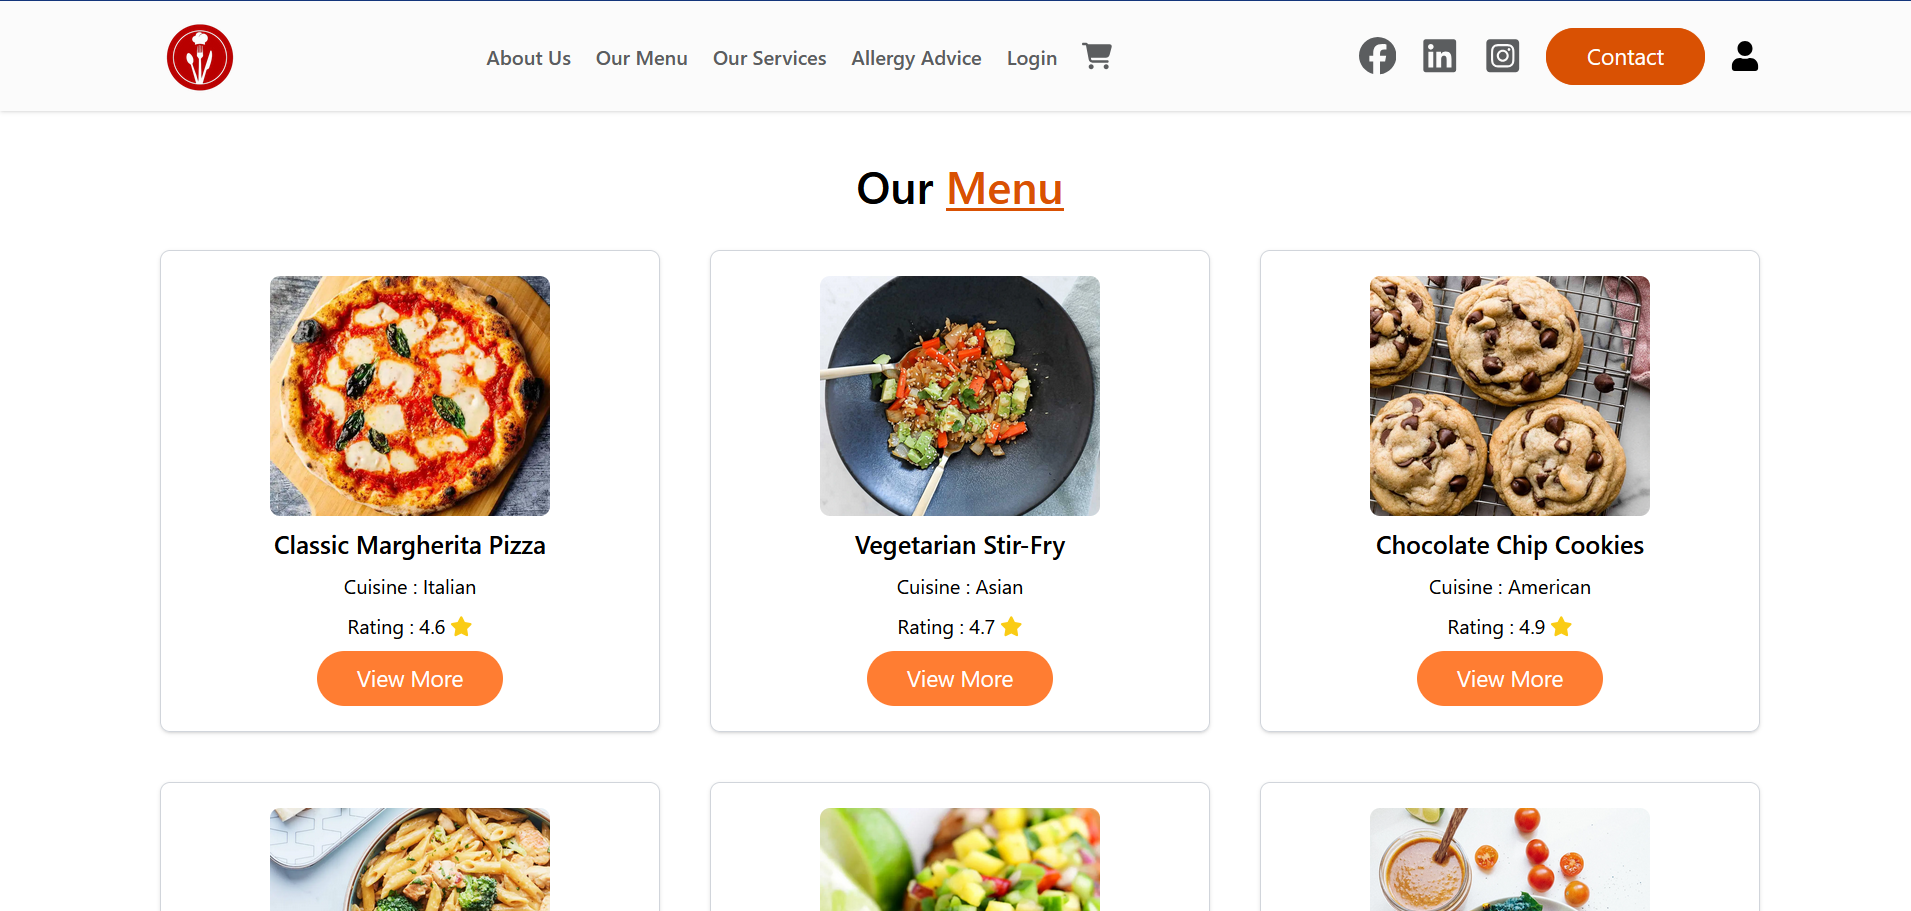 About Us Our Menu Our Services Allergy Advice Login Contact
Our Menu
Classic Margherita Pizza
Cuisine : Italian
Rating : 4.6
View More
Vegetarian Stir-Fry
Cuisine : Asian
Rating : 4.7
View More
Chocolate Chip Cookies
Cuisine : American
Rating : 4.9
View More